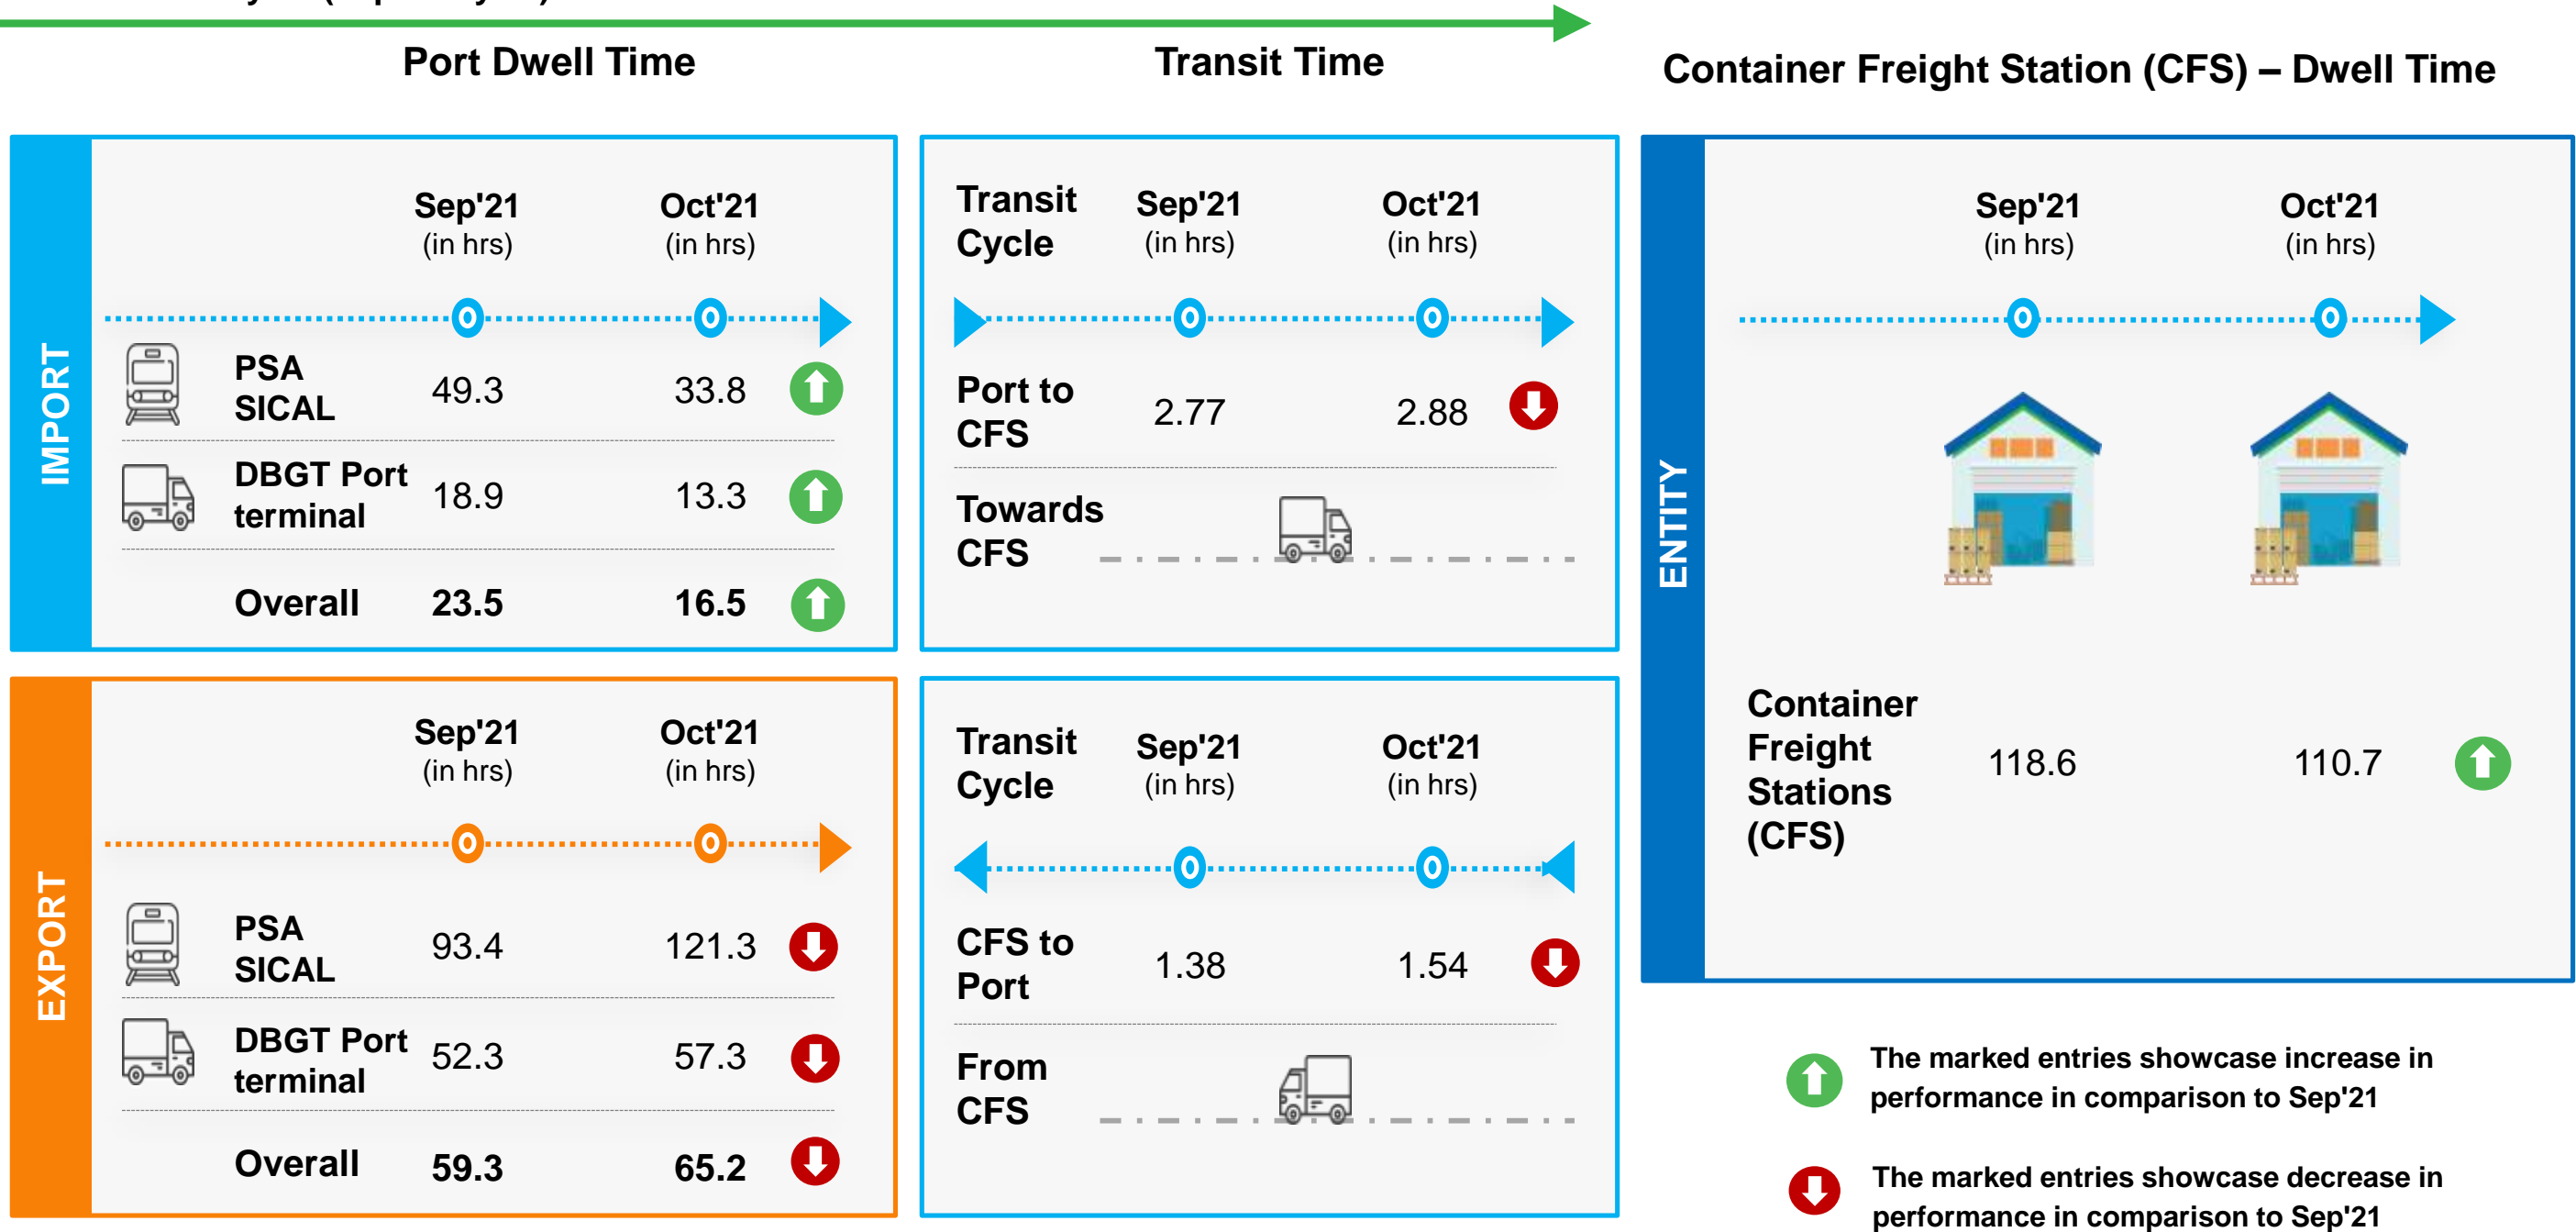 Port Dwell Time
Transit Time
Container Freight Station (CFS) – Dwell Time
IMPORT
Sep'21 Oct'21
(in hrs) (in hrs)
PSA
SICAL 49.3 33.8
DBGT Port
terminal 18.9 13.3
Overall 23.5 16.5
Transit
Cycle
Sep'21 Oct'21
(in hrs) (in hrs)
Port to
CFS 2.77 2.88
Towards
CFS
EXPORT
Sep'21 Oct'21
(in hrs) (in hrs)
PSA
SICAL 93.4 121.3
DBGT Port
terminal 52.3 57.3
Overall 59.3 65.2
Transit
Cycle
Sep'21 Oct'21
(in hrs) (in hrs)
CFS to
Port 1.38 1.54
From
CFS
ENTITY
Sep'21 Oct'21
(in hrs) (in hrs)
Container
Freight
Stations
(CFS)
118.6 110.7
The marked entries showcase increase in
performance in comparison to Sep'21
The marked entries showcase decrease in
performance in comparison to Sep'21